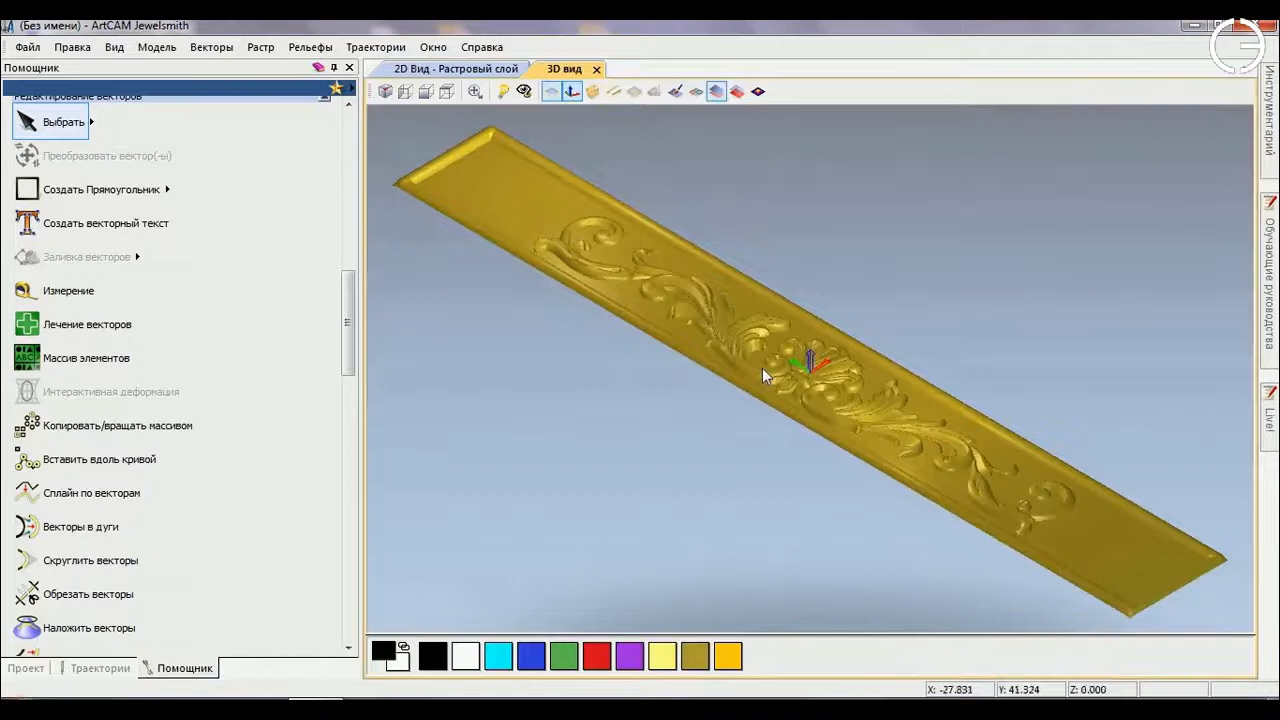 (Без имени) - ArtCAM Jewelsmith
Файл Правка Вид Модель Векторы Растр Рельефы Траектории Окно Справка
Помощник
2D Вид - Растровый слой
3D вид
Редактирование векторов
Выбрать
Преобразовать вектор(-ы)
Создать Прямоугольник
Создать векторный текст
Заливка векторов
Измерение
Лечение векторов
Массив элементов
Интерактивная деформация
Копировать/вращать массивом
Вставить вдоль кривой
Сплайн по векторам
Векторы в дуги
Скруглить векторы
Обрезать векторы
Наложить векторы
Проект Траектории Помощник
Инструментарий
Обучающие руководства
Live!
X: -27.831 Y: 41.324 Z: 0.000